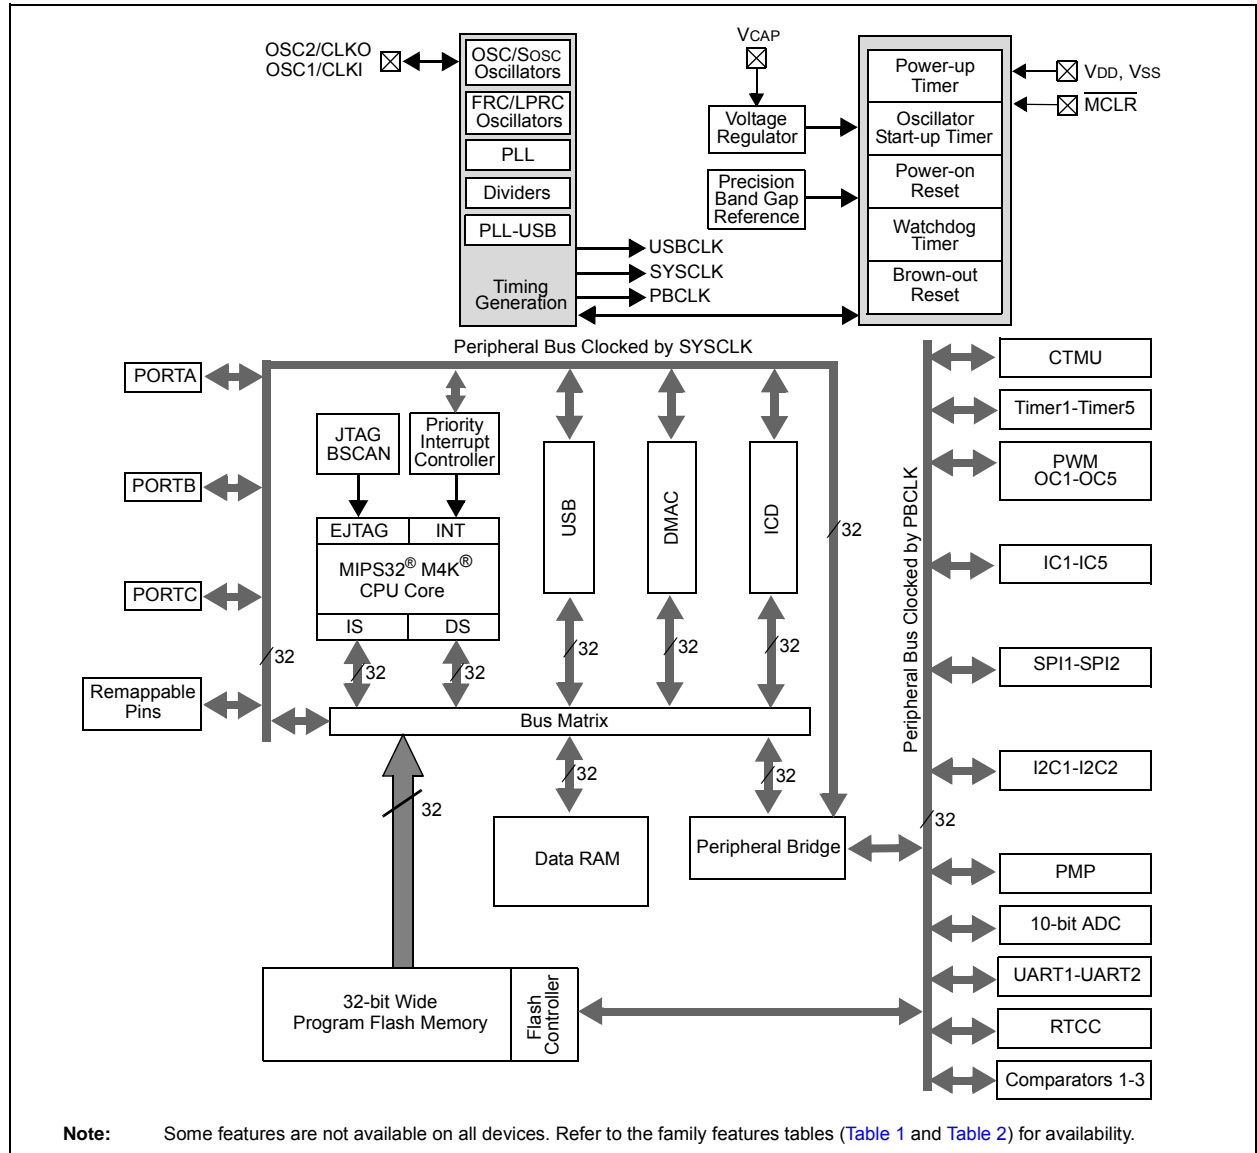 OSC2/CLKO
OSC1/CLKI
OSC/SOSC
Oscillators
FRC/LPRC
Oscillators
PLL
Dividers
PLL-USB
Timing
Generation
USBCLK
SYSCLK
PBCLK
VCAP
Voltage
Regulator
Precision
Band Gap
Reference
Power-up
Timer
Oscillator
Start-up Timer
Power-on
Reset
Watchdog
Timer
Brown-out
Reset
VDD, VSS
MCLR
Peripheral Bus Clocked by SYSCLK
PORTA
PORTB
PORTC
Remappable
Pins
32
JTAG
BSCAN
Priority
Interrupt
Controller
EJTAG
INT
MIPS32® M4K®
CPU Core
IS
DS
32
32
USB
32
DMAC
32
ICD
32
32
Bus Matrix
32
32
32
Data RAM
Peripheral Bridge
32-bit Wide
Program Flash Memory
Flash
Controller
Peripheral Bus Clocked by PBCLK
32
CTMU
Timer1-Timer5
PWM
OC1-OC5
IC1-IC5
SPI1-SPI2
I2C1-I2C2
PMP
10-bit ADC
UART1-UART2
RTCC
Comparators 1-3
Note: Some features are not available on all devices. Refer to the family features tables (Table 1 and Table 2) for availability.